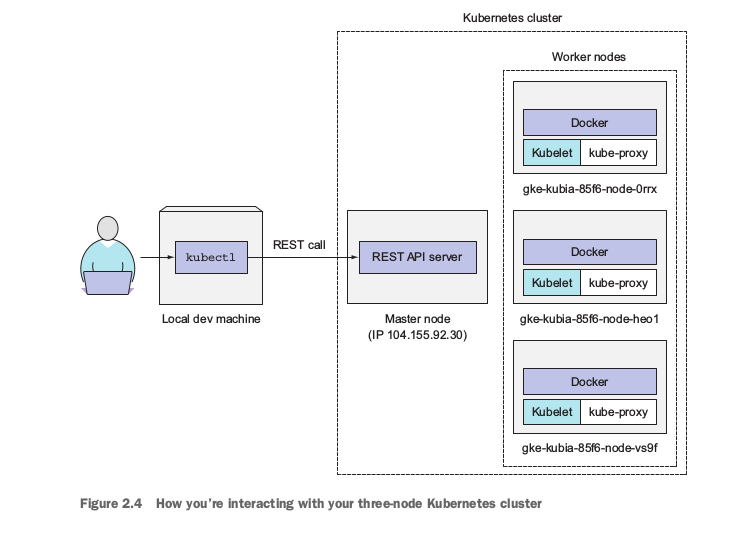 Kubernetes cluster
Worker nodes
Docker
Kubelet kube-proxy
gke-kubia-85f6-node-0rrx
kubectl
REST call
REST API server
Local dev machine
Master node
(IP 104.155.92.30)
Docker
Kubelet kube-proxy
gke-kubia-85f6-node-heo1
Docker
Kubelet kube-proxy
gke-kubia-85f6-node-vs9f
Figure 2.4 How you’re interacting with your three-node Kubernetes cluster